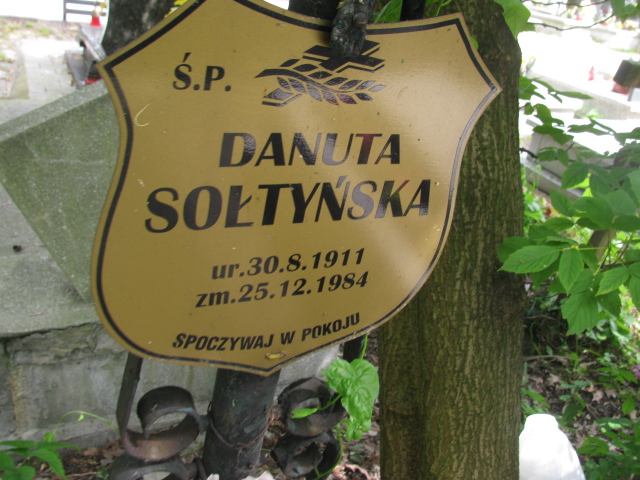 Ś.P.
DANUTA
SOŁTYŃSKA
ur.30.8.1911
zm.25.12.1984
SPOCZYWAJ W POKOJU